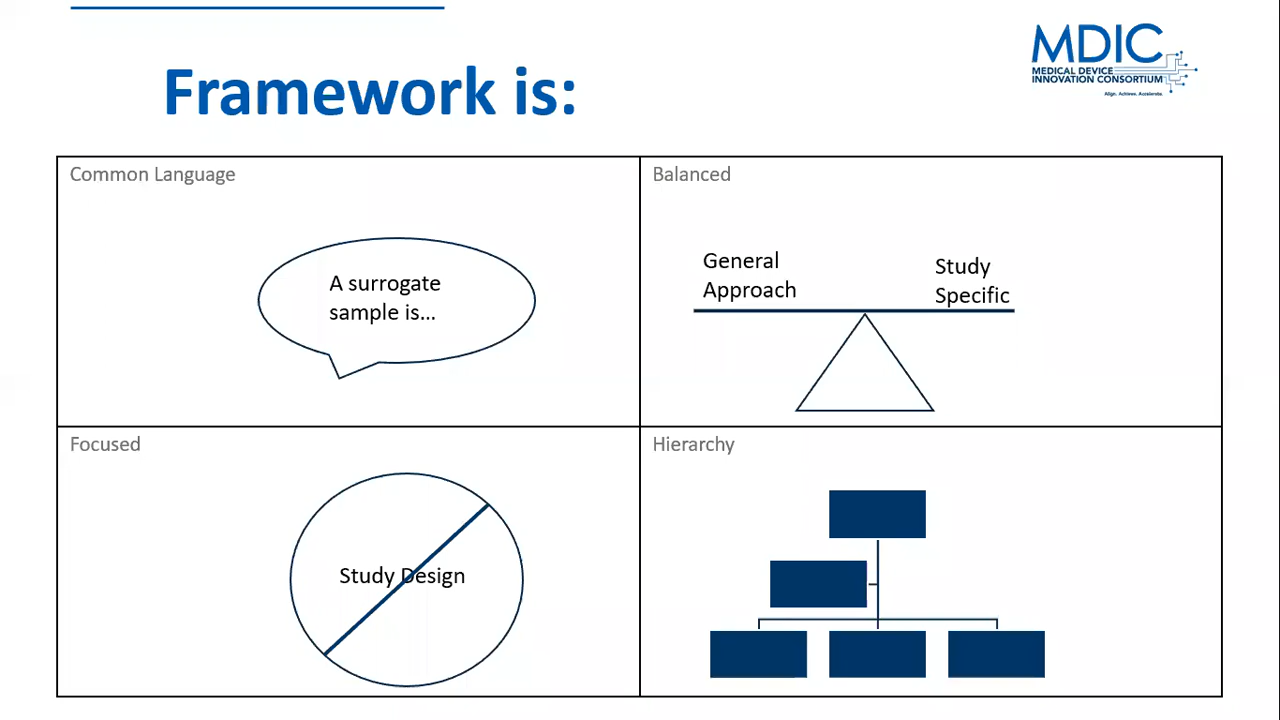 MDIC
MEDICAL DEVICE
INNOVATION CONSORTIUM
Align. Achieve. Accelerate.
Framework is:
Common Language
A surrogate
sample is...
Balanced
General
Approach
Study
Specific
Focused
Study Design
Hierarchy